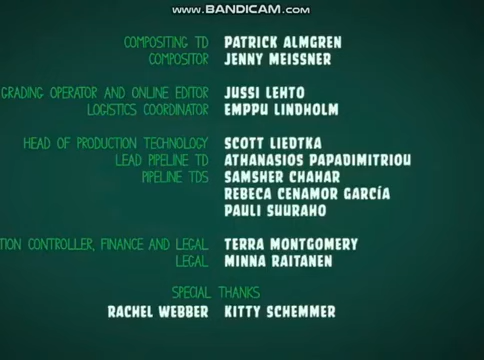 www.BANDICAM.com
COMPOSITING TD PATRICK ALMGREN
COMPOSITOR JENNY MEISSNER
GRADING OPERATOR AND ONLINE EDITOR JUSSI LEHTO
LOGISTICS COORDINATOR EMPPU LINDHOLM
HEAD OF PRODUCTION TECHNOLOGY SCOTT LIEDTKA
LEAD PIPELINE TD ATHANASIOS PAPADIMITRIOU
PIPELINE TDS SAMSHER CHAHAR
REBECA CENAMOR GARCÍA
PAULI SUURAHO
TION CONTROLLER, FINANCE AND LEGAL TERRA MONTGOMERY
LEGAL MINNA RAITANEN
SPECIAL THANKS
RACHEL WEBBER KITTY SCHEMMER